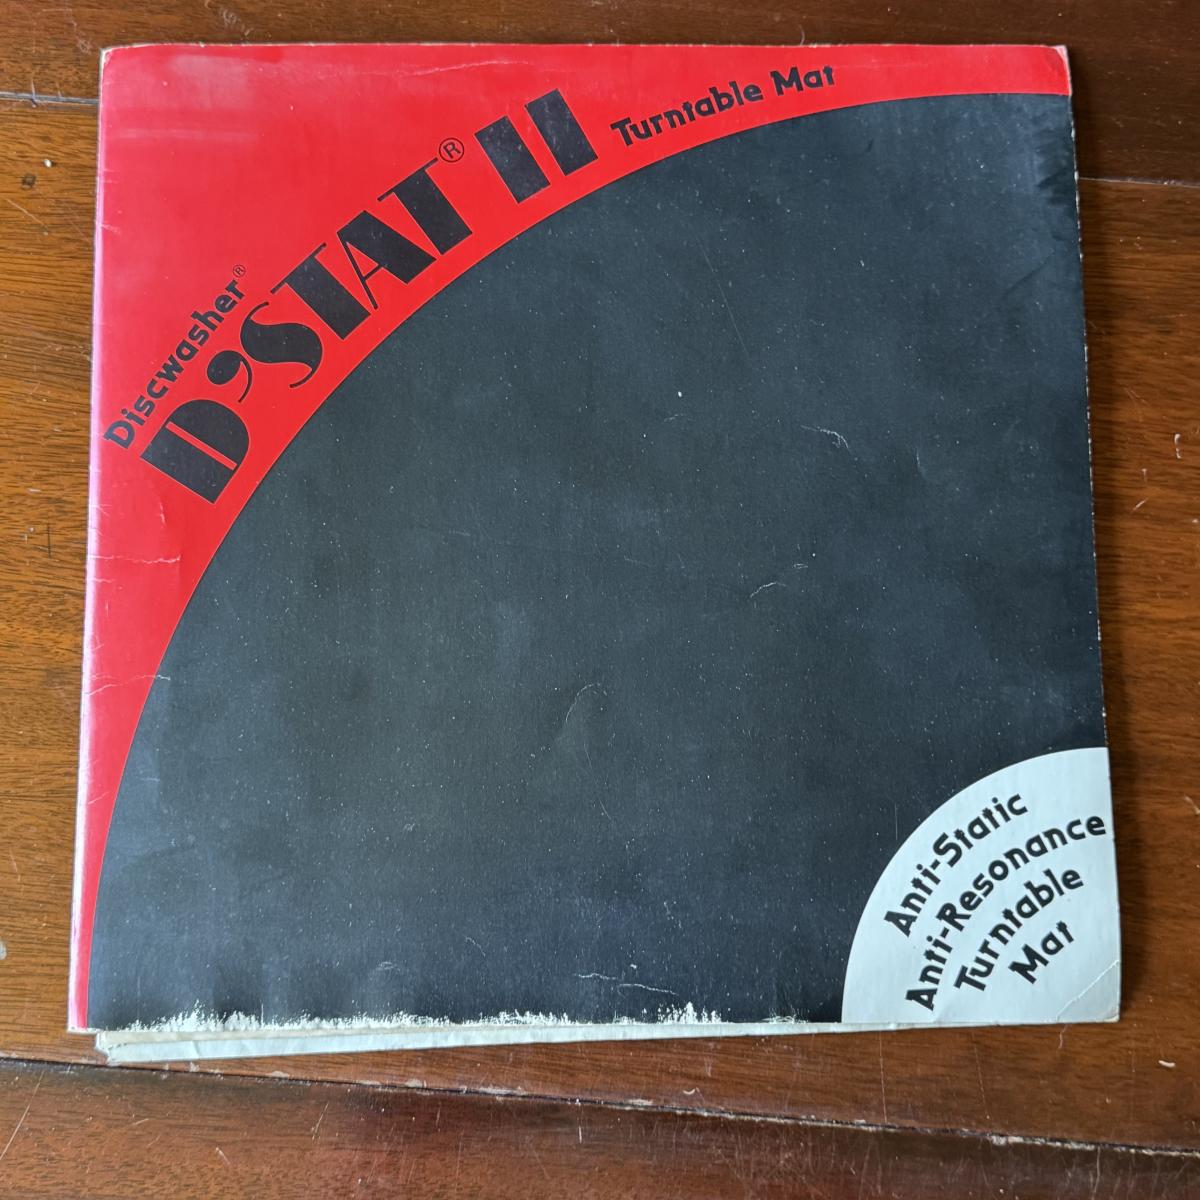 Discwasher®
D'STAT® II
Turntable Mat
Anti-Static
Anti-Resonance
Turntable
Mat